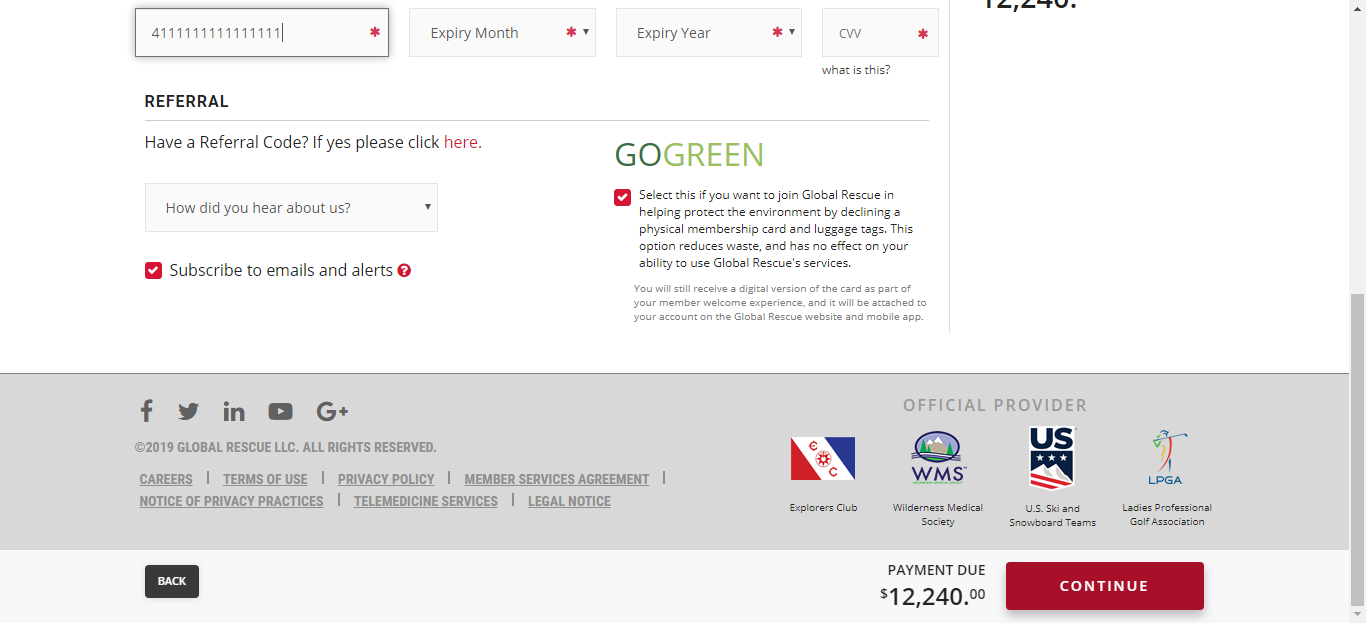 12,240.
4111111111111111 *
Expiry Month *
Expiry Year *
CVV *
what is this?
REFERRAL
Have a Referral Code? If yes please click here.
How did you hear about us?
Subscribe to emails and alerts ?
GOGREEN
Select this if you want to join Global Rescue in
helping protect the environment by declining a
physical membership card and luggage tags. This
option reduces waste, and has no effect on your
ability to use Global Rescue's services.
You will still receive a digital version of the card as part of
your member welcome experience, and it will be attached to
your account on the Global Rescue website and mobile app.
©2019 GLOBAL RESCUE LLC. ALL RIGHTS RESERVED.
CAREERS | TERMS OF USE | PRIVACY POLICY | MEMBER SERVICES AGREEMENT |
NOTICE OF PRIVACY PRACTICES | TELEMEDICINE SERVICES | LEGAL NOTICE
OFFICIAL PROVIDER
E C C
Explorers Club
WMS
Wilderness Medical
Society
US
U.S. Ski and
Snowboard Teams
LPGA
Ladies Professional
Golf Association
BACK
PAYMENT DUE
$12,240.00
CONTINUE